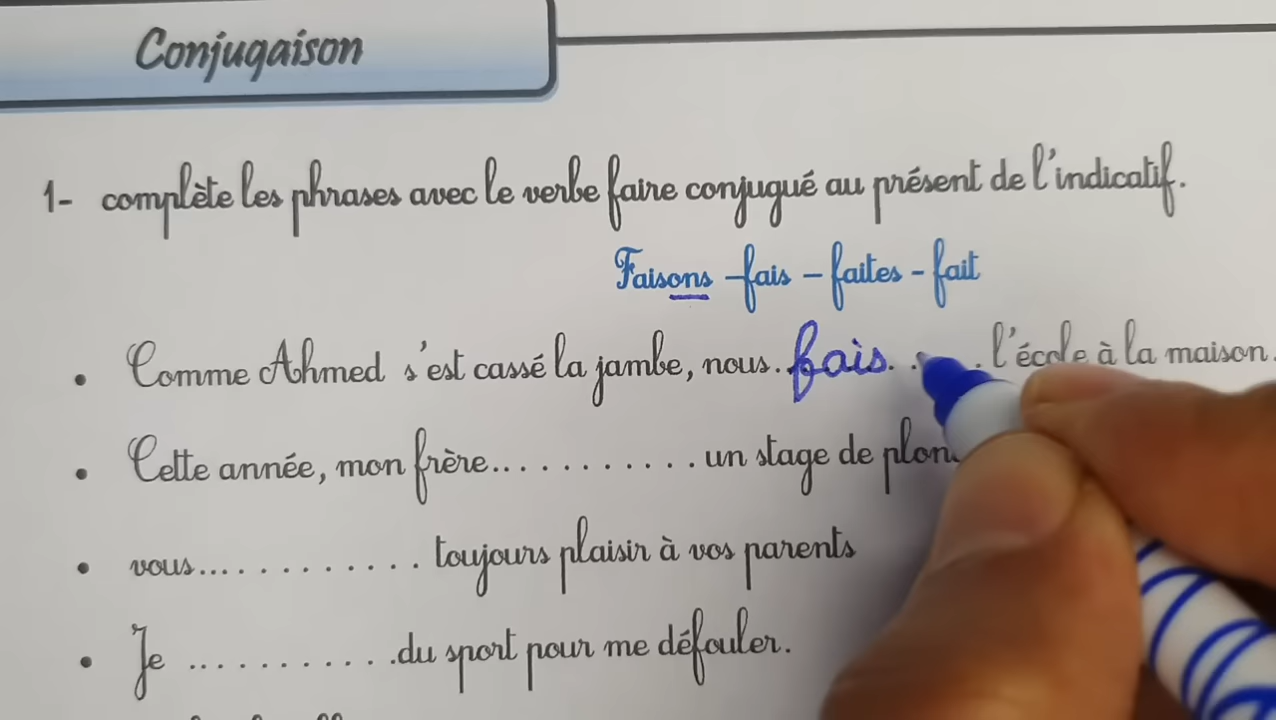 Conjugaison
1- complète les phrases avec le verbe faire conjugué au présent de l'indicatif.
Faisons - fais - faites - fait
• Comme Ahmed s'est cassé la jambe, nous. fais. . . l'école à la maison.
• Cette année, mon frère........... un stage de plon
• vous............ toujours plaisir à vos parents
• Je ........... .du sport pour me défouler.